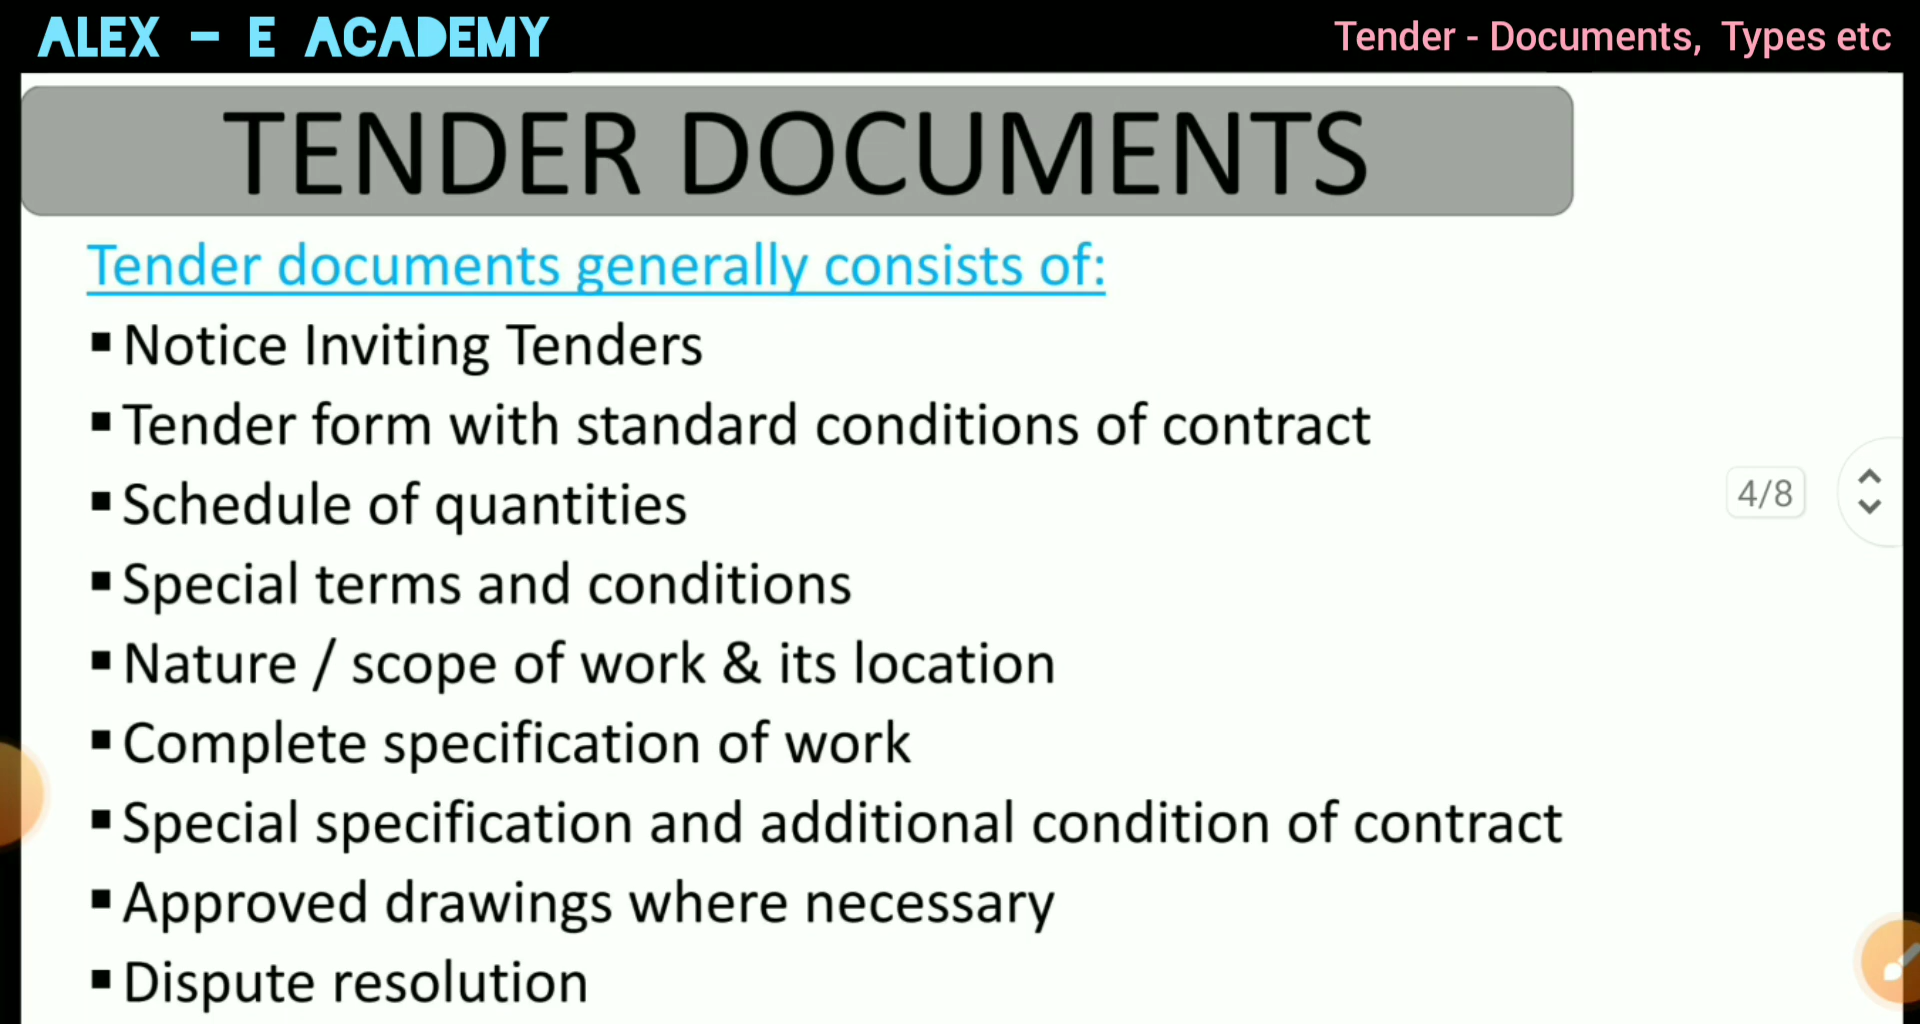 ALEX – E ACADEMY
Tender - Documents, Types etc
TENDER DOCUMENTS
Tender documents generally consists of:
▪ Notice Inviting Tenders
▪ Tender form with standard conditions of contract
▪ Schedule of quantities
▪ Special terms and conditions
▪ Nature / scope of work & its location
▪ Complete specification of work
▪ Special specification and additional condition of contract
▪ Approved drawings where necessary
▪ Dispute resolution
4/8